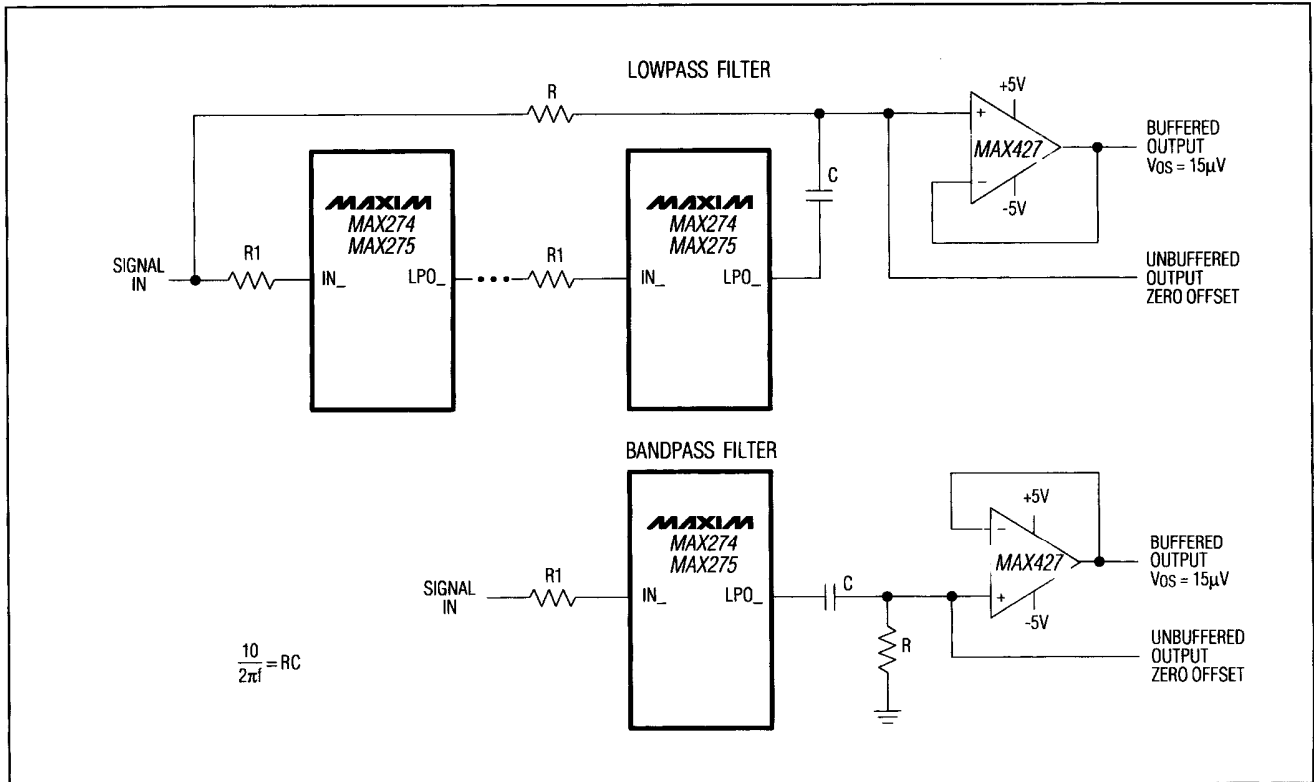 LOWPASS FILTER
R
+5V
+
MAX427
−
-5V
BUFFERED
OUTPUT
VOS = 15µV
C
MAXIM
MAX274
MAX275
IN_
LPO_
MAXIM
MAX274
MAX275
IN_
LPO_
SIGNAL
IN
R1
R1
UNBUFFERED
OUTPUT
ZERO OFFSET
BANDPASS FILTER
MAXIM
MAX274
MAX275
IN_
LPO_
SIGNAL
IN
R1
C
R
+5V
−
MAX427
+
-5V
BUFFERED
OUTPUT
VOS = 15µV
UNBUFFERED
OUTPUT
ZERO OFFSET
10
2πf
=RC